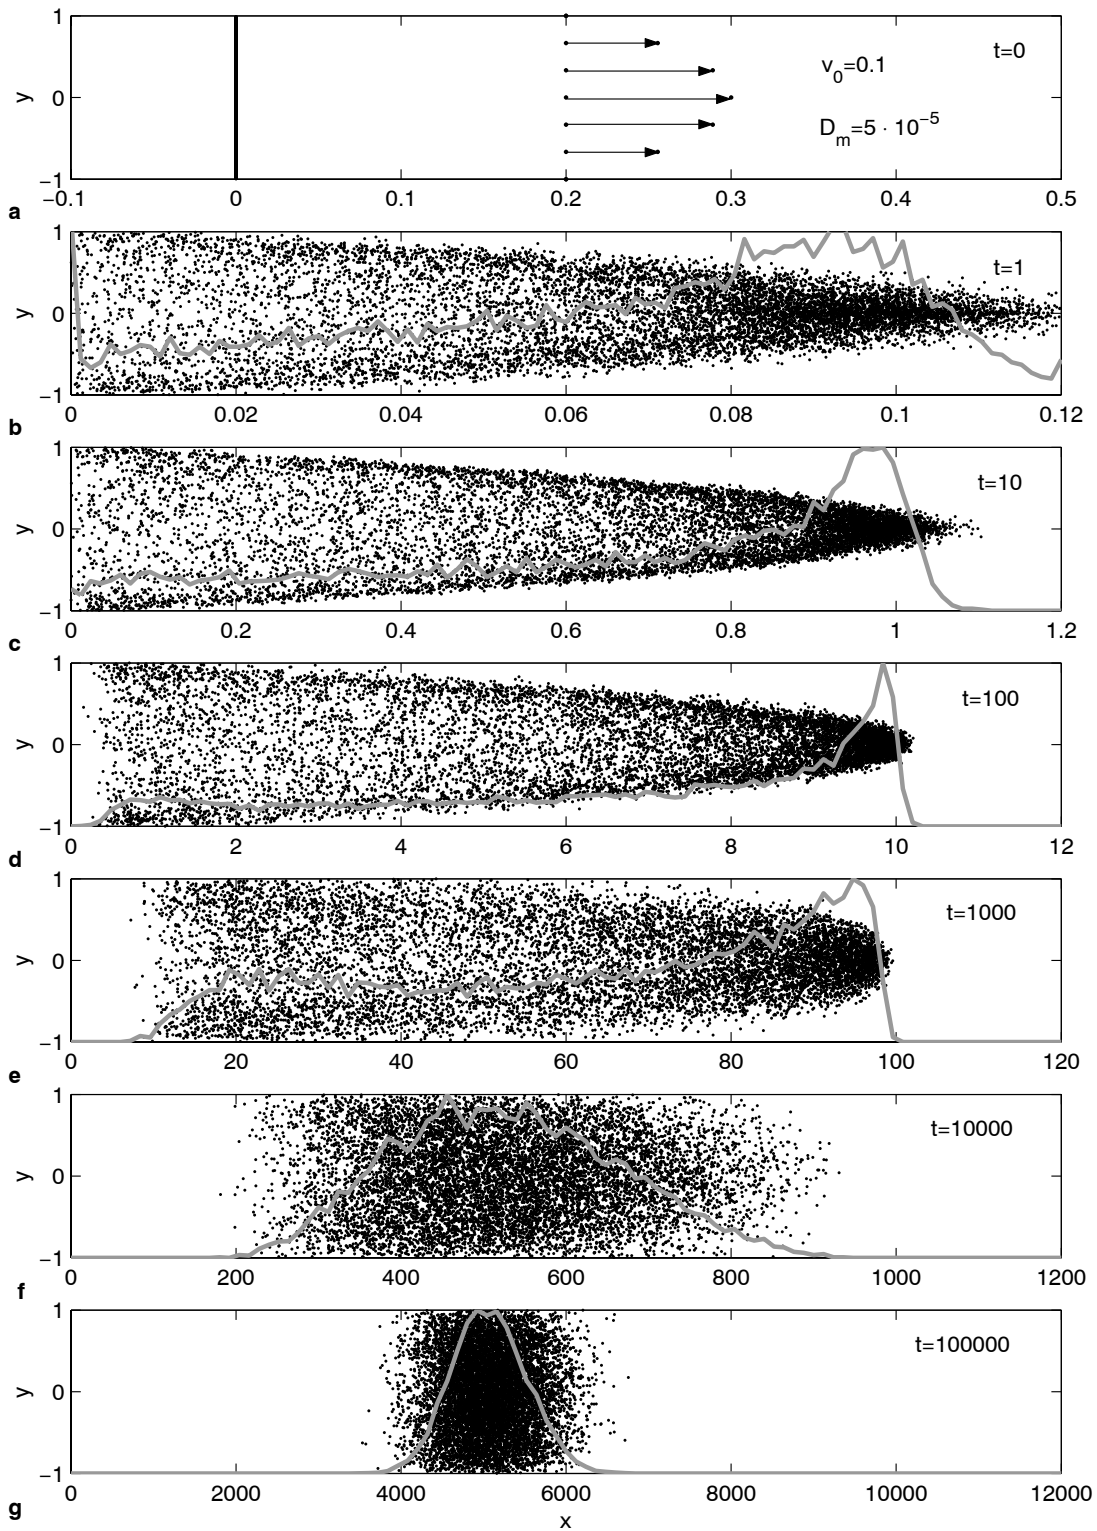 1
y 0
−1
−0.1 0 0.1 0.2 0.3 0.4 0.5
t=0
v0=0.1
Dm=5 · 10−5
a
1
y 0
−1
0 0.02 0.04 0.06 0.08 0.1 0.12
t=1
b
1
y 0
−1
0 0.2 0.4 0.6 0.8 1 1.2
t=10
c
1
y 0
−1
0 2 4 6 8 10 12
t=100
d
1
y 0
−1
0 20 40 60 80 100 120
t=1000
e
1
y 0
−1
0 200 400 600 800 1000 1200
t=10000
f
1
y 0
−1
0 2000 4000 6000 8000 10000 12000
t=100000
g
x